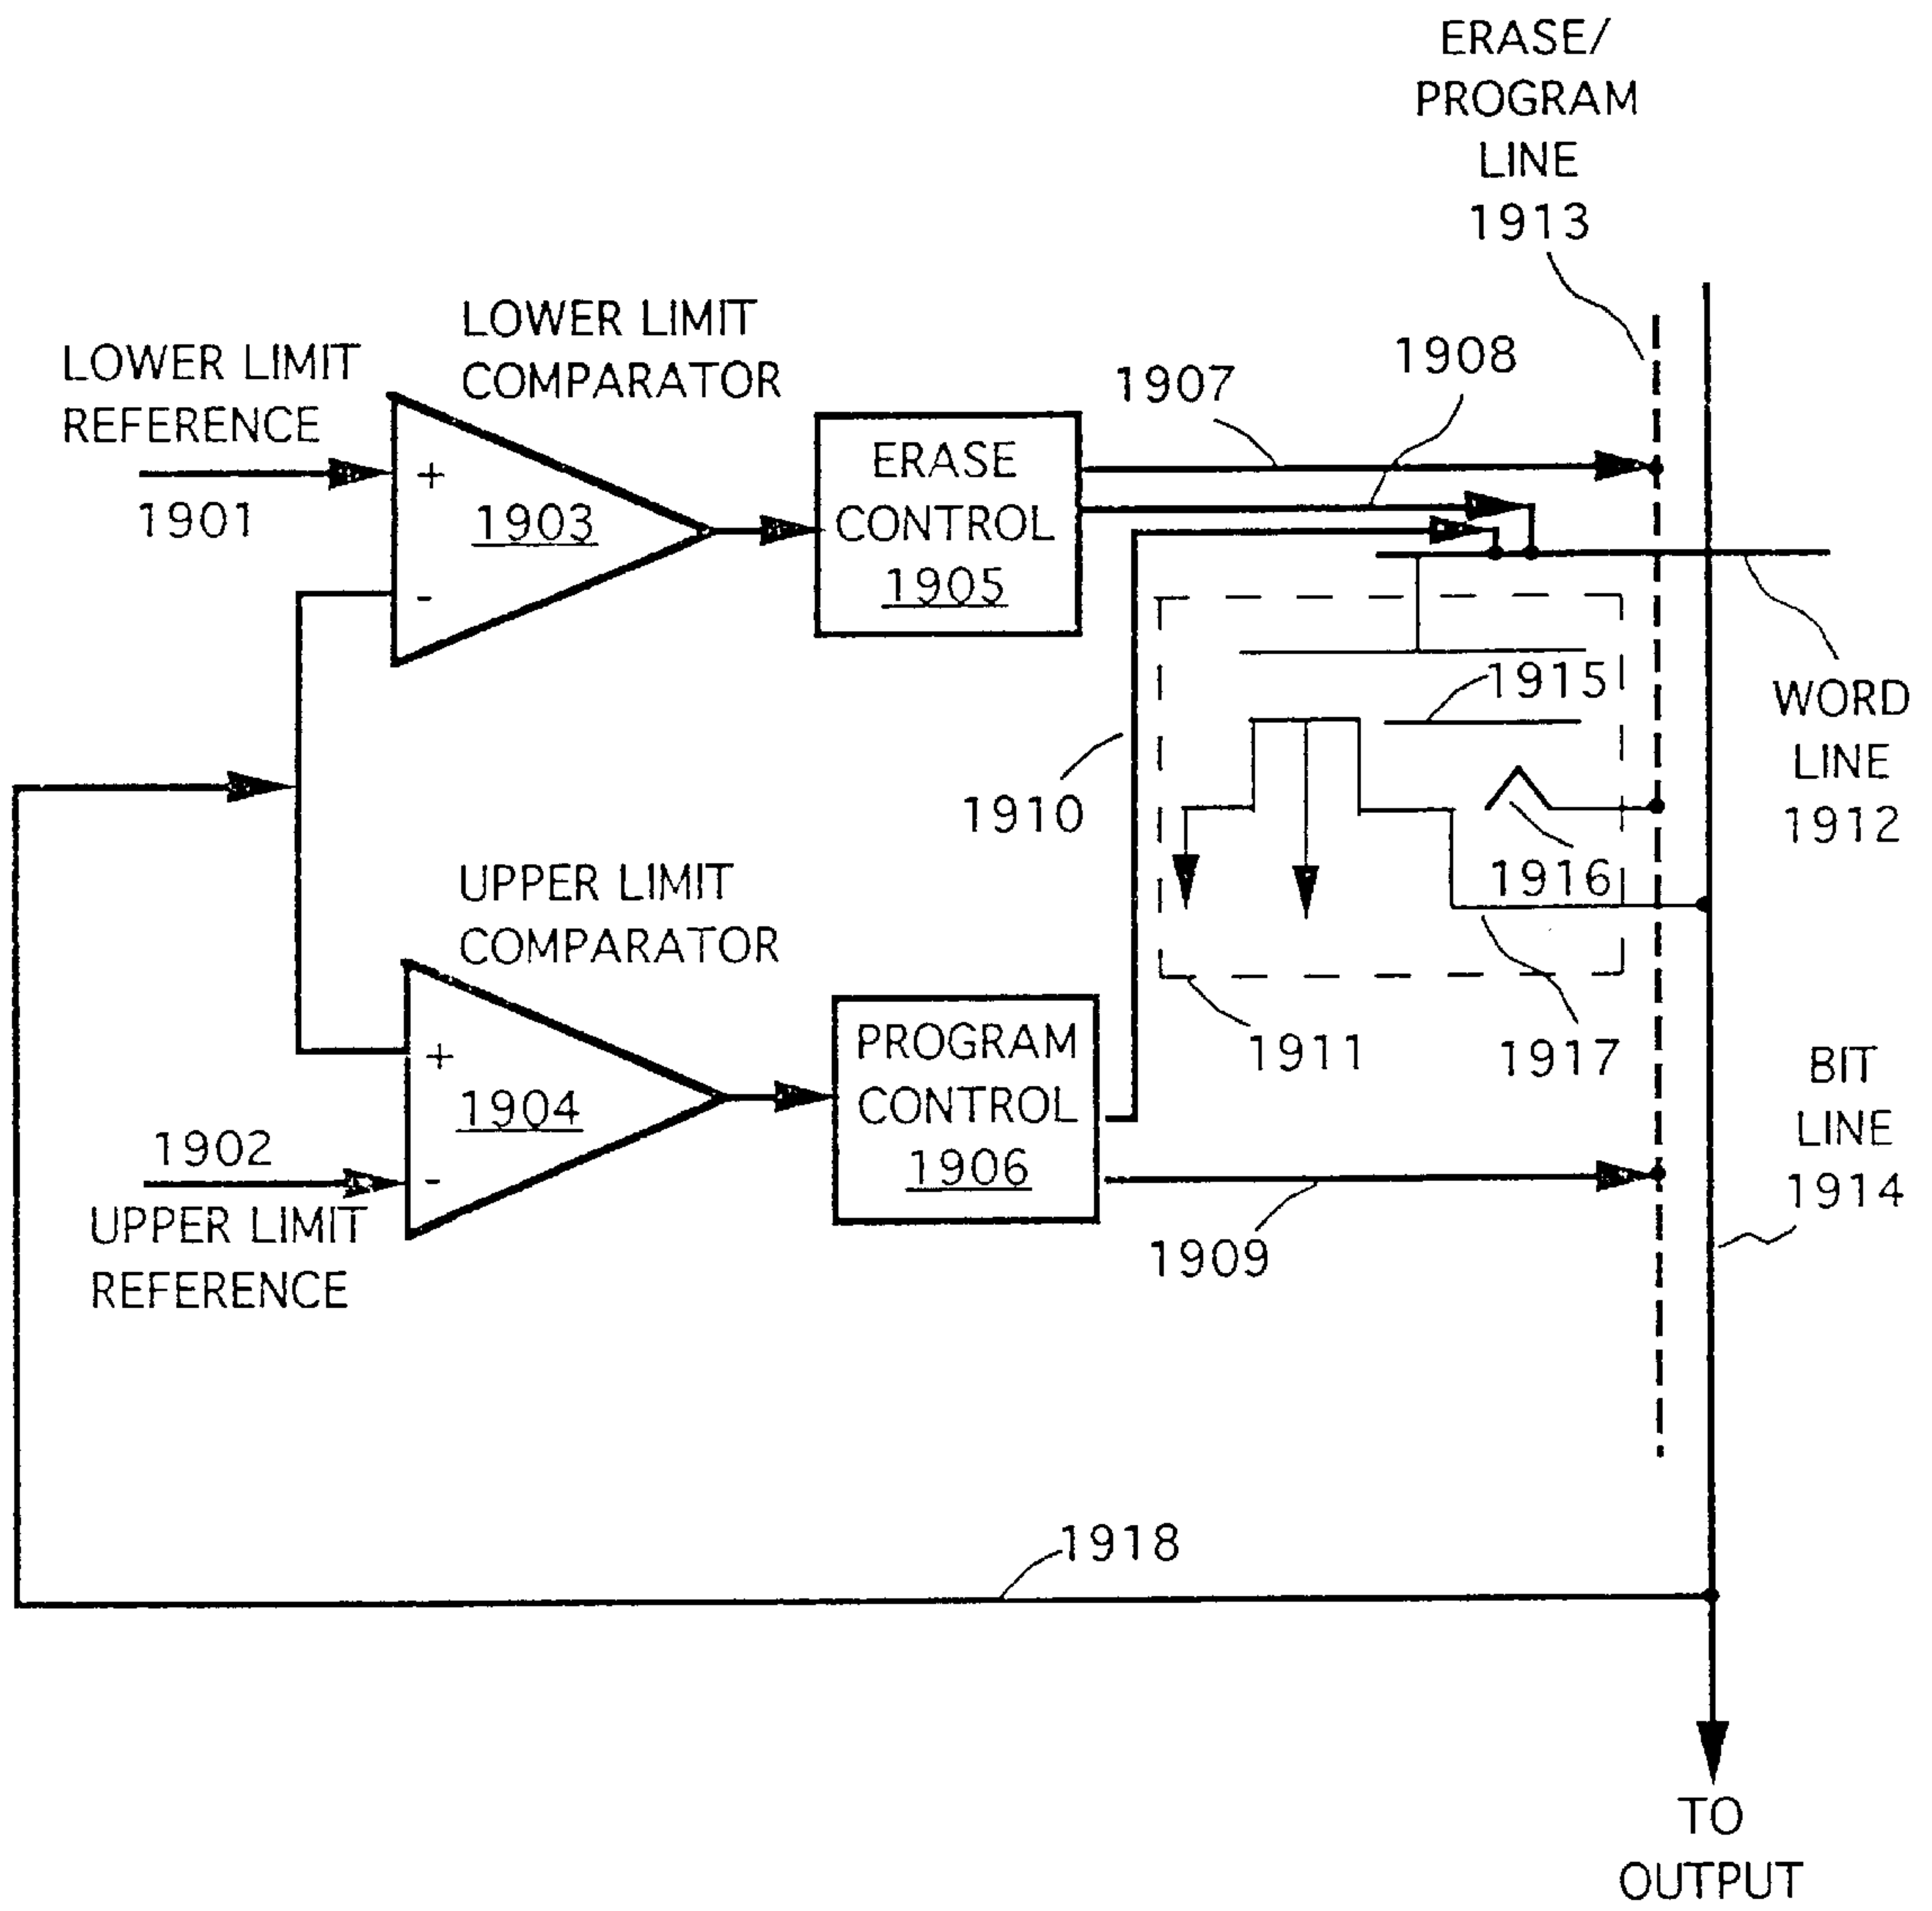 ERASE/
PROGRAM
LINE
1913
LOWER LIMIT
COMPARATOR
LOWER LIMIT
REFERENCE
1901
+
1903
-
ERASE
CONTROL
1905
1907
1908
1915
WORD
LINE
1912
1910
1916
UPPER LIMIT
COMPARATOR
1911
1917
+
1904
-
1902
UPPER LIMIT
REFERENCE
PROGRAM
CONTROL
1906
1909
BIT
LINE
1914
1918
TO
OUTPUT